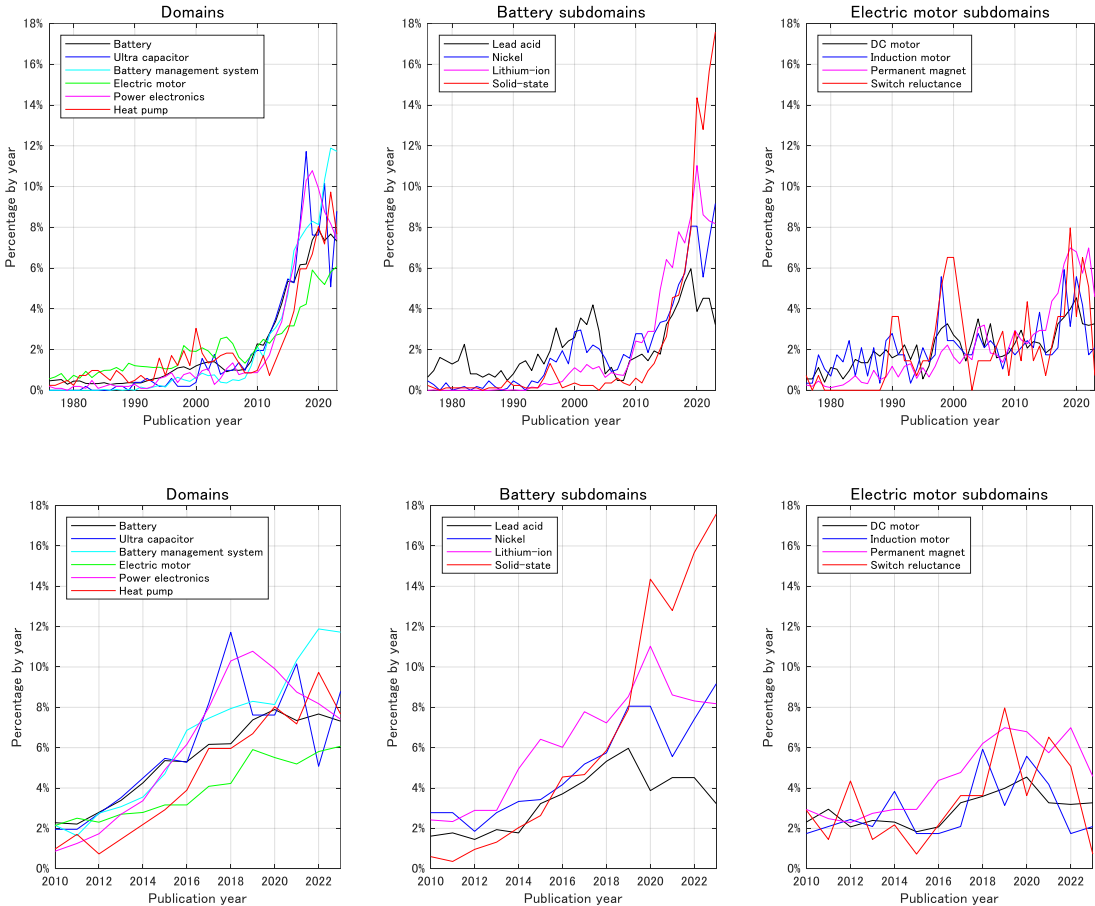 Domains
18%
16%
14%
12%
10%
8%
6%
4%
2%
0%
Percentage by year
Battery
Ultra capacitor
Battery management system
Electric motor
Power electronics
Heat pump
1980 1990 2000 2010 2020
Publication year
Battery subdomains
18%
16%
14%
12%
10%
8%
6%
4%
2%
0%
Percentage by year
Lead acid
Nickel
Lithium-ion
Solid-state
1980 1990 2000 2010 2020
Publication year
Electric motor subdomains
18%
16%
14%
12%
10%
8%
6%
4%
2%
0%
Percentage by year
DC motor
Induction motor
Permanent magnet
Switch reluctance
1980 1990 2000 2010 2020
Publication year
Domains
18%
16%
14%
12%
10%
8%
6%
4%
2%
0%
Percentage by year
Battery
Ultra capacitor
Battery management system
Electric motor
Power electronics
Heat pump
2010 2012 2014 2016 2018 2020 2022
Publication year
Battery subdomains
18%
16%
14%
12%
10%
8%
6%
4%
2%
0%
Percentage by year
Lead acid
Nickel
Lithium-ion
Solid-state
2010 2012 2014 2016 2018 2020 2022
Publication year
Electric motor subdomains
18%
16%
14%
12%
10%
8%
6%
4%
2%
0%
Percentage by year
DC motor
Induction motor
Permanent magnet
Switch reluctance
2010 2012 2014 2016 2018 2020 2022
Publication year